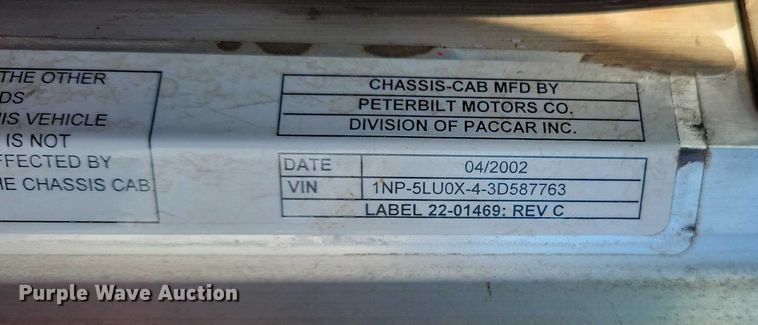 THE OTHER
DS
IS VEHICLE
IS NOT
FFECTED BY
HE CHASSIS CAB
CHASSIS-CAB MFD BY
PETERBILT MOTORS CO.
DIVISION OF PACCAR INC.
DATE 04/2002
VIN 1NP-5LU0X-4-3D587763
LABEL 22-01469: REV C
Purple Wave Auction